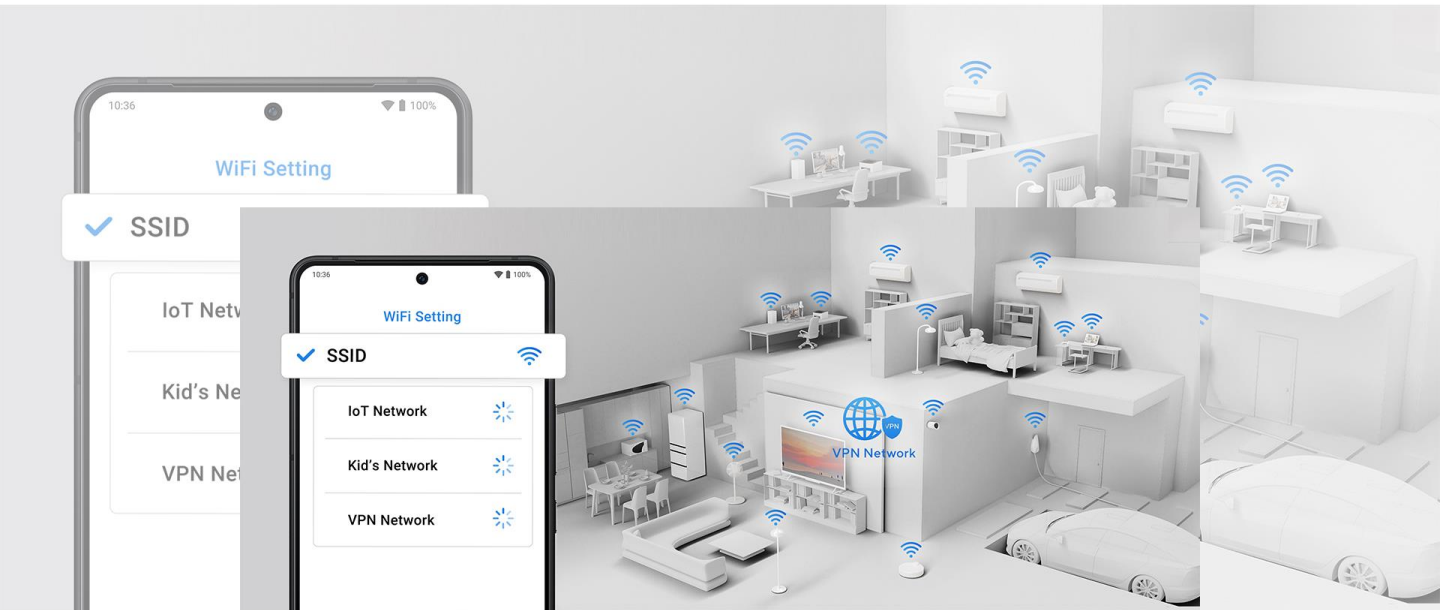 10:36
100%
WiFi Setting
SSID
IoT Netw
Kid's Ne
VPN Net
10:36
100%
WiFi Setting
SSID
IoT Network
Kid's Network
VPN Network
VPN
VPN Network